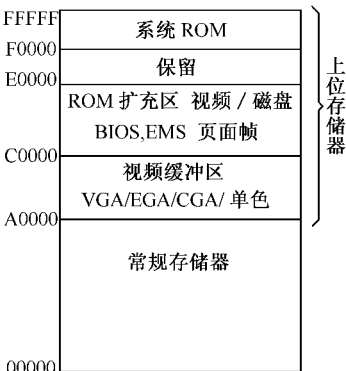 FFFFF
系统 ROM
F0000
保留
E0000
ROM 扩充区 视频 / 磁盘
BIOS,EMS 页面帧
C0000
视频缓冲区
VGA/EGA/CGA/ 单色
A0000
常规存储器
00000
上位存储器